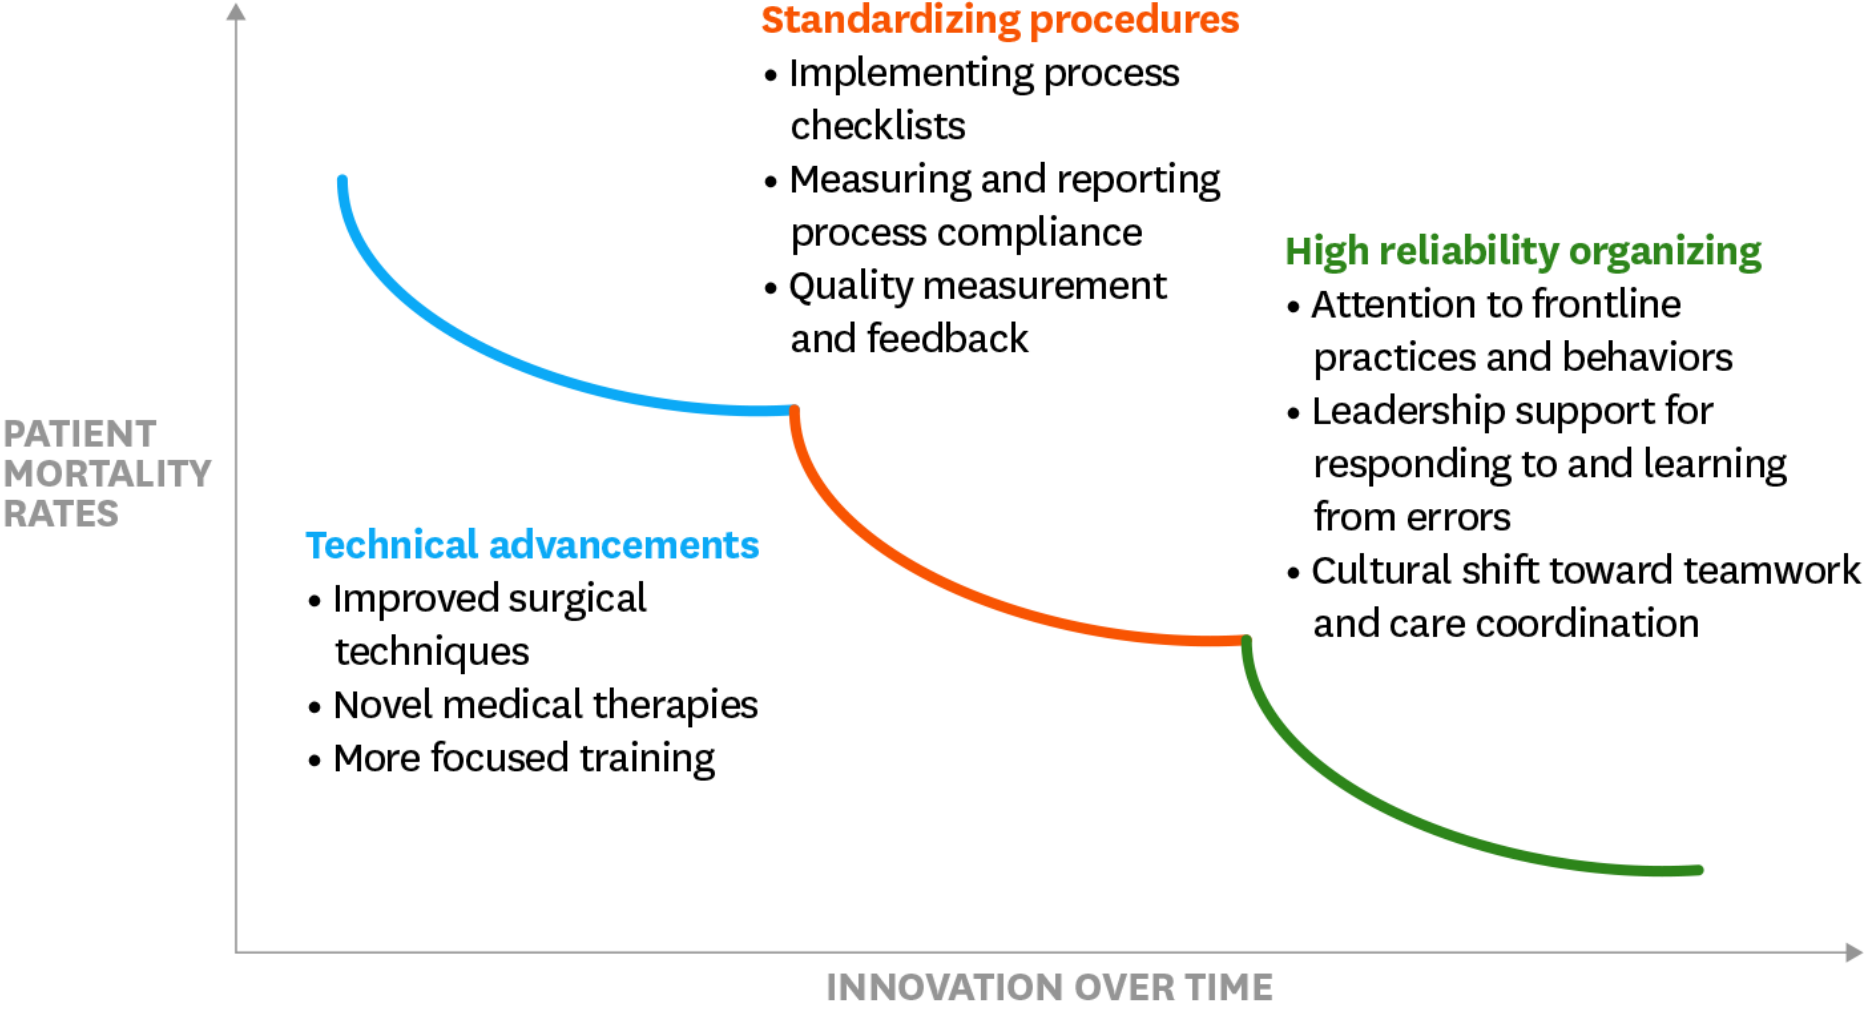 Standardizing procedures
• Implementing process
checklists
• Measuring and reporting
process compliance
• Quality measurement
and feedback
High reliability organizing
• Attention to frontline
practices and behaviors
• Leadership support for
responding to and learning
from errors
• Cultural shift toward teamwork
and care coordination
PATIENT
MORTALITY
RATES
Technical advancements
• Improved surgical
techniques
• Novel medical therapies
• More focused training
INNOVATION OVER TIME